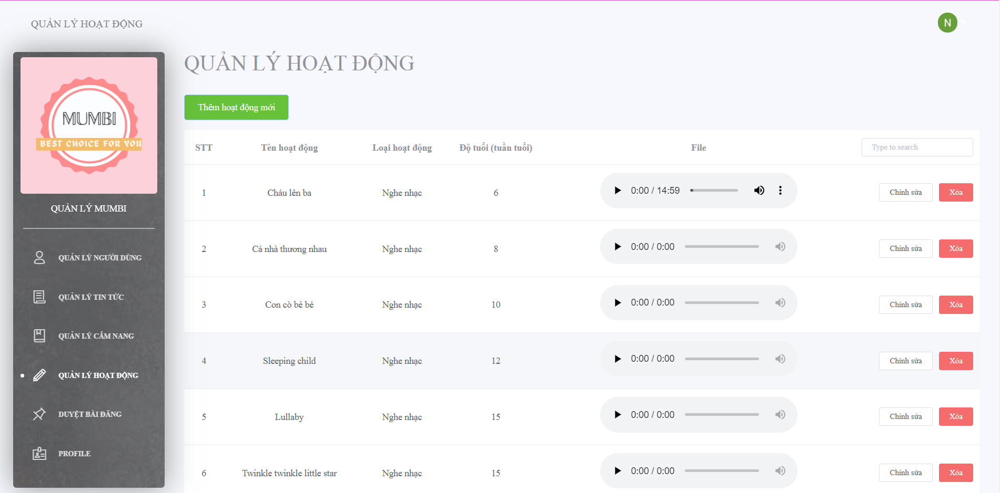 QUẢN LÝ HOẠT ĐỘNG
N
MUMBI
BEST CHOICE FOR YOU
QUẢN LÝ MUMBI
QUẢN LÝ NGƯỜI DÙNG
QUẢN LÝ TIN TỨC
QUẢN LÝ CẨM NANG
QUẢN LÝ HOẠT ĐỘNG
DUYỆT BÀI ĐĂNG
PROFILE
QUẢN LÝ HOẠT ĐỘNG
Thêm hoạt động mới
STT Tên hoạt động Loại hoạt động Độ tuổi (tuần tuổi) File Type to search
1 Cháu lên ba Nghe nhạc 6 0:00 / 14:59 Chỉnh sửa Xóa
2 Cả nhà thương nhau Nghe nhạc 8 0:00 / 0:00 Chỉnh sửa Xóa
3 Con cò bé bé Nghe nhạc 10 0:00 / 0:00 Chỉnh sửa Xóa
4 Sleeping child Nghe nhạc 12 0:00 / 0:00 Chỉnh sửa Xóa
5 Lullaby Nghe nhạc 15 0:00 / 0:00 Chỉnh sửa Xóa
6 Twinkle twinkle little star Nghe nhạc 15 0:00 / 0:00 Chỉnh sửa Xóa